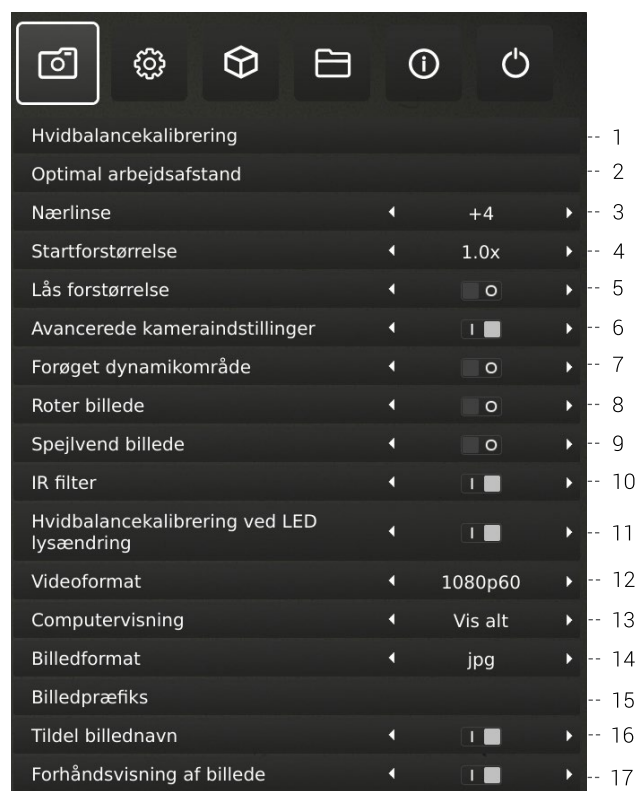 Hvidbalancekalibrering -- 1
Optimal arbejdsafstand -- 2
Nærlinse +4 -- 3
Startforstørrelse 1.0x -- 4
Lås forstørrelse O -- 5
Avancerede kameraindstillinger I -- 6
Forøget dynamikområde O -- 7
Roter billede O -- 8
Spejlvend billede O -- 9
IR filter I -- 10
Hvidbalancekalibrering ved LED
lysændring I -- 11
Videoformat 1080p60 -- 12
Computervisning Vis alt -- 13
Billedformat jpg -- 14
Billedpræfiks -- 15
Tildel billednavn I -- 16
Forhåndsvisning af billede I -- 17